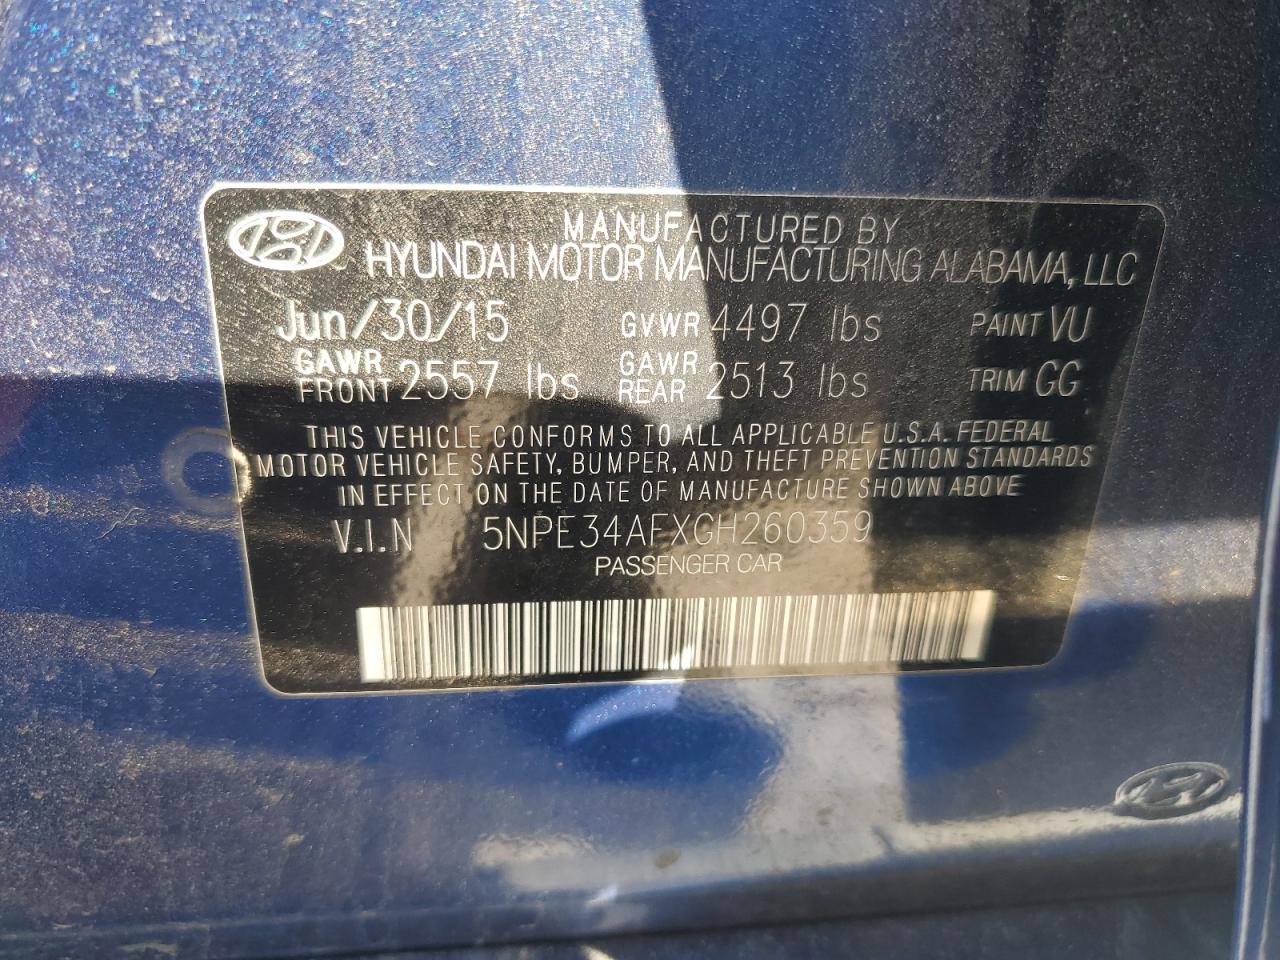 MANUFACTURED BY
HYUNDAI MOTOR MANUFACTURING ALABAMA, LLC
Jun/30/15 GVWR 4497 lbs PAINT VU
GAWR FRONT 2557 lbs GAWR REAR 2513 lbs TRIM GG
THIS VEHICLE CONFORMS TO ALL APPLICABLE U.S.A. FEDERAL
MOTOR VEHICLE SAFETY, BUMPER, AND THEFT PREVENTION STANDARDS
IN EFFECT ON THE DATE OF MANUFACTURE SHOWN ABOVE
V.I.N 5NPE34AFXGH260359
PASSENGER CAR